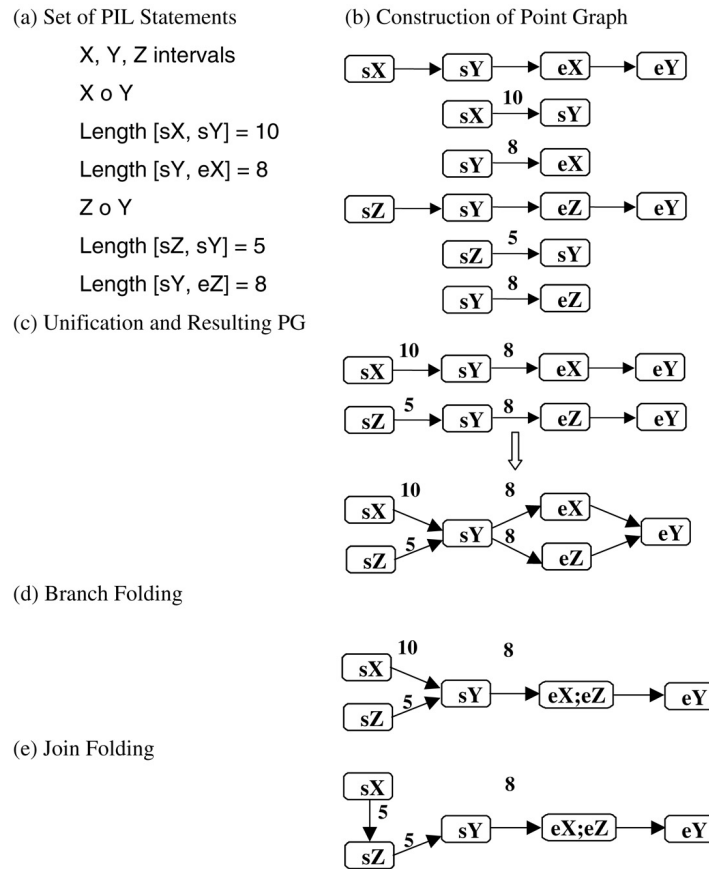 (a) Set of PIL Statements
X, Y, Z intervals
X o Y
Length [sX, sY] = 10
Length [sY, eX] = 8
Z o Y
Length [sZ, sY] = 5
Length [sY, eZ] = 8
(b) Construction of Point Graph
sX sY eX eY
10
sX sY
8
sY eX
sZ sY eZ eY
5
sZ sY
8
sY eZ
(c) Unification and Resulting PG
10 8
sX sY eX eY
5 8
sZ sY eZ eY
10 8
sX eX
sY eY
5 8
sZ eZ
(d) Branch Folding
10 8
sX
sY eX;eZ eY
5
sZ
(e) Join Folding
sX 8
5
sY eX;eZ eY
5
sZ